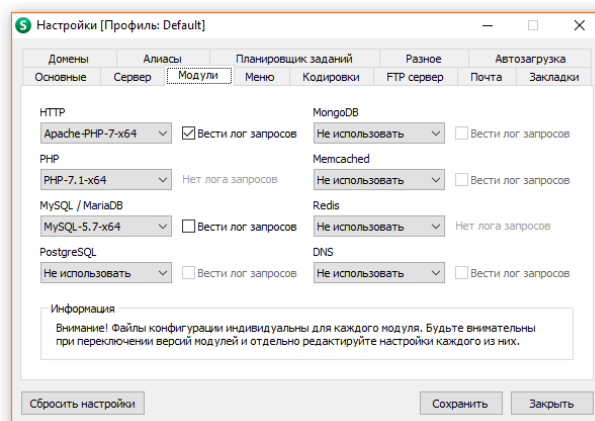 Настройки [Профиль: Default]
Домены Алиасы Планировщик заданий Разное Автозагрузка
Основные Сервер Модули Меню Кодировки FTP сервер Почта Закладки
HTTP
Apache-PHP-7-x64 Вести лог запросов
PHP
PHP-7.1-x64 Нет лога запросов
MySQL / MariaDB
MySQL-5.7-x64 Вести лог запросов
PostgreSQL
Не использовать Вести лог запросов
MongoDB
Не использовать Вести лог запросов
Memcached
Не использовать Вести лог запросов
Redis
Не использовать Нет лога запросов
DNS
Не использовать Вести лог запросов
Информация
Внимание! Файлы конфигурации индивидуальны для каждого модуля. Будьте внимательны
при переключении версий модулей и отдельно редактируйте настройки каждого из них.
Сбросить настройки Сохранить Закрыть